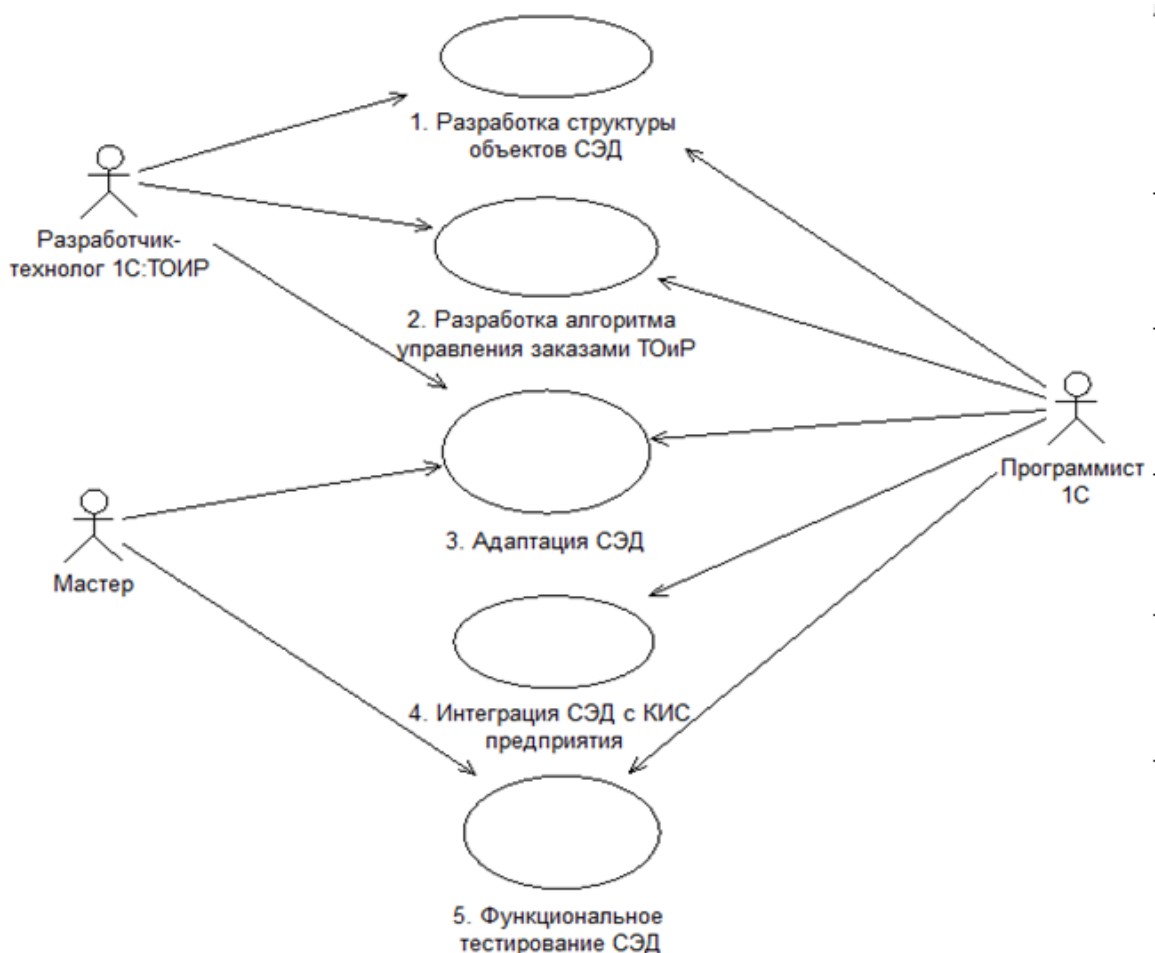 1. Разработка структуры
объектов СЭД
Разработчик-
технолог 1С:ТОИР
2. Разработка алгоритма
управления заказами ТОиР
Программист
1С
3. Адаптация СЭД
Мастер
4. Интеграция СЭД с КИС
предприятия
5. Функциональное
тестирование СЭД